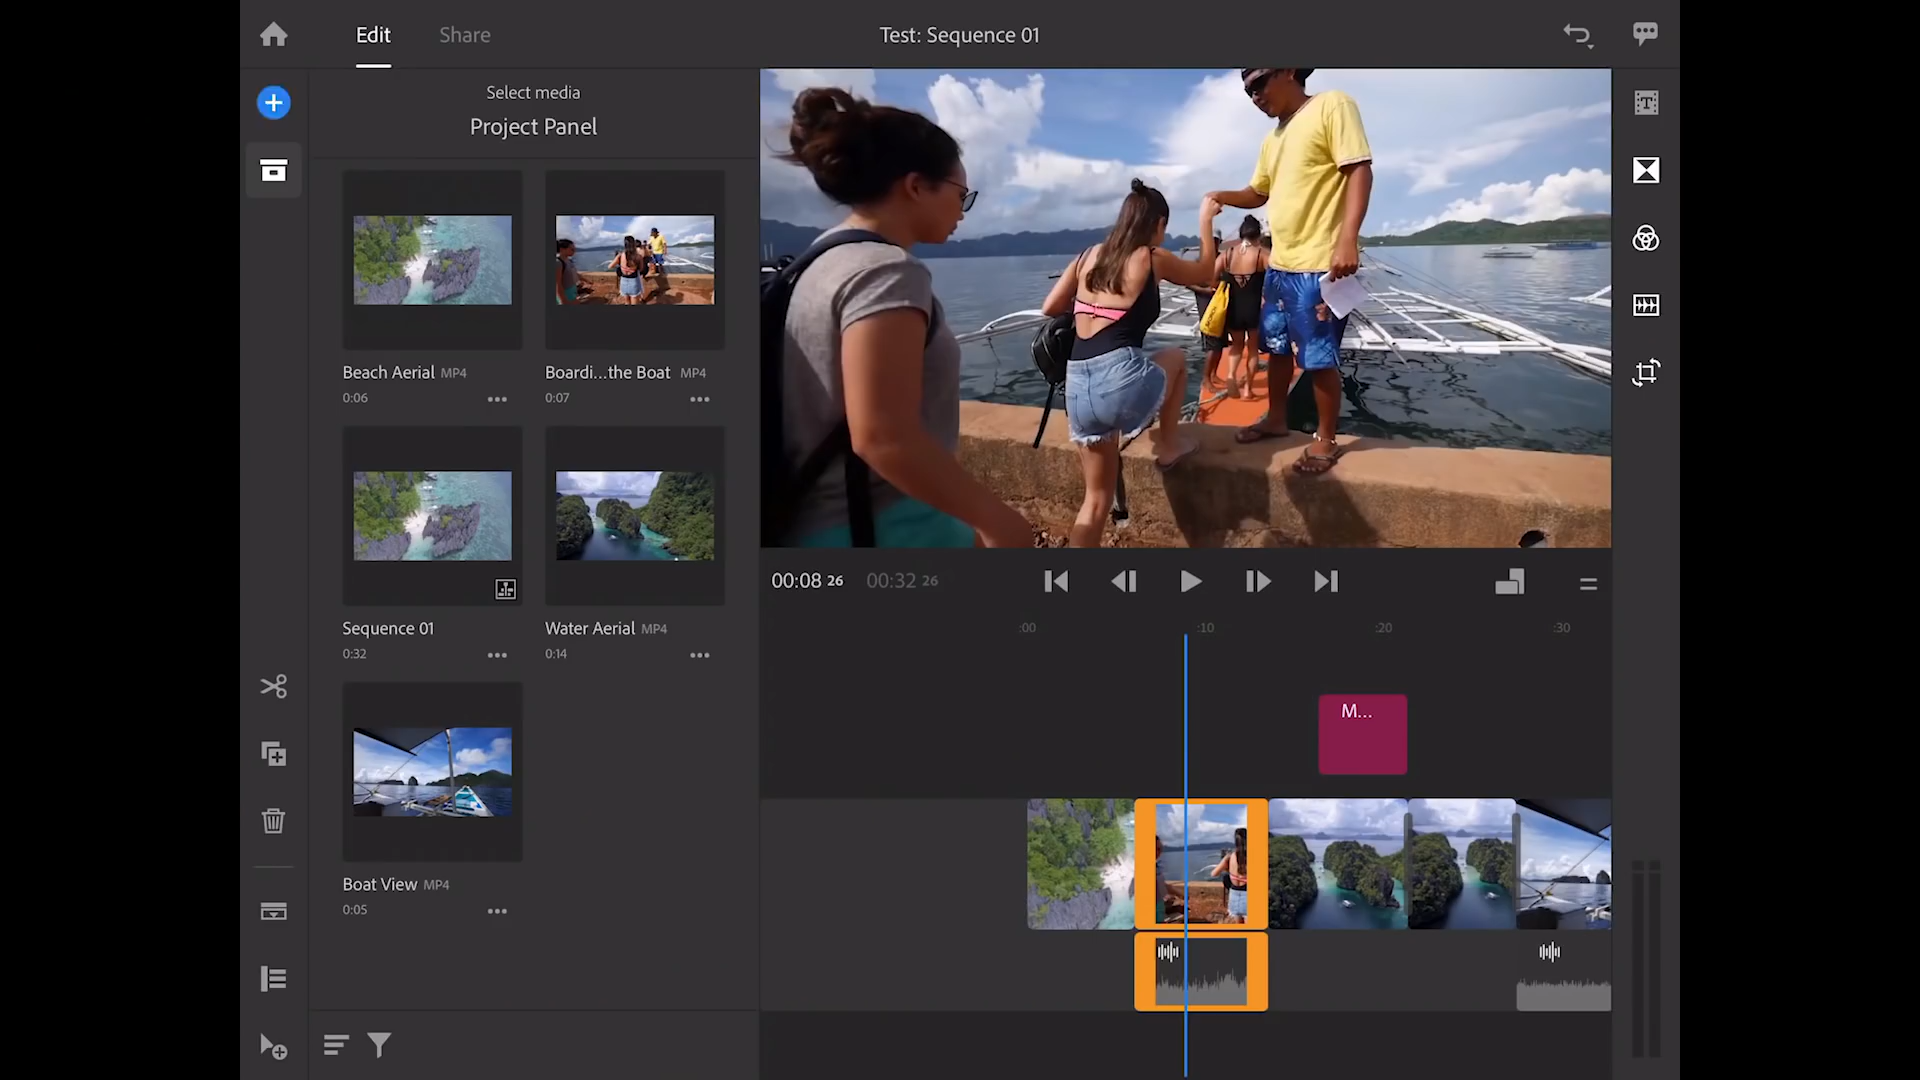 Edit
Share
Test: Sequence 01
Select media
Project Panel
Beach Aerial MP4
0:06
Boardi...the Boat MP4
0:07
Sequence 01
0:32
Water Aerial MP4
0:14
Boat View MP4
0:05
00:08 26
00:32 26
:00
:10
:20
:30
M...